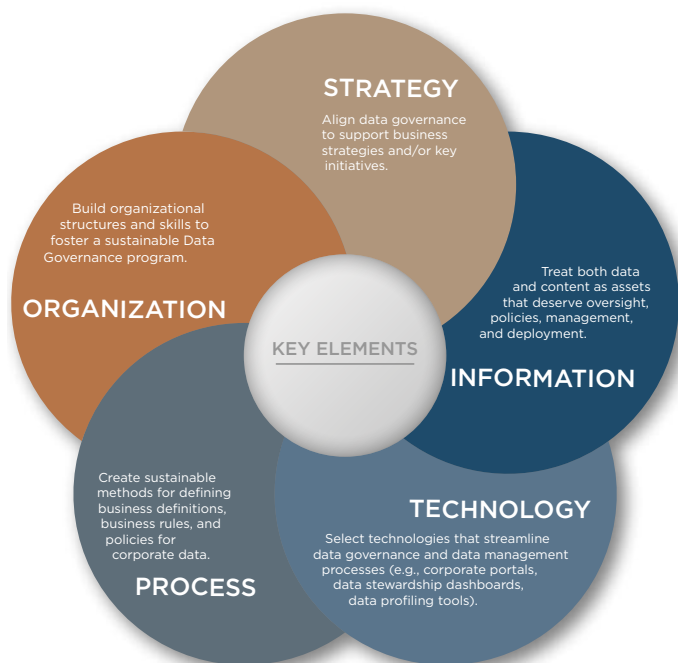 STRATEGY
Align data governance
to support business
strategies and/or key
initiatives.
Treat both data
and content as assets
that deserve oversight,
policies, management,
and deployment.
INFORMATION
TECHNOLOGY
Select technologies that streamline
data governance and data management
processes (e.g., corporate portals,
data stewardship dashboards,
data profiling tools).
Create sustainable
methods for defining
business definitions,
business rules, and
policies for
corporate data.
PROCESS
Build organizational
structures and skills to
foster a sustainable Data
Governance program.
ORGANIZATION
KEY ELEMENTS